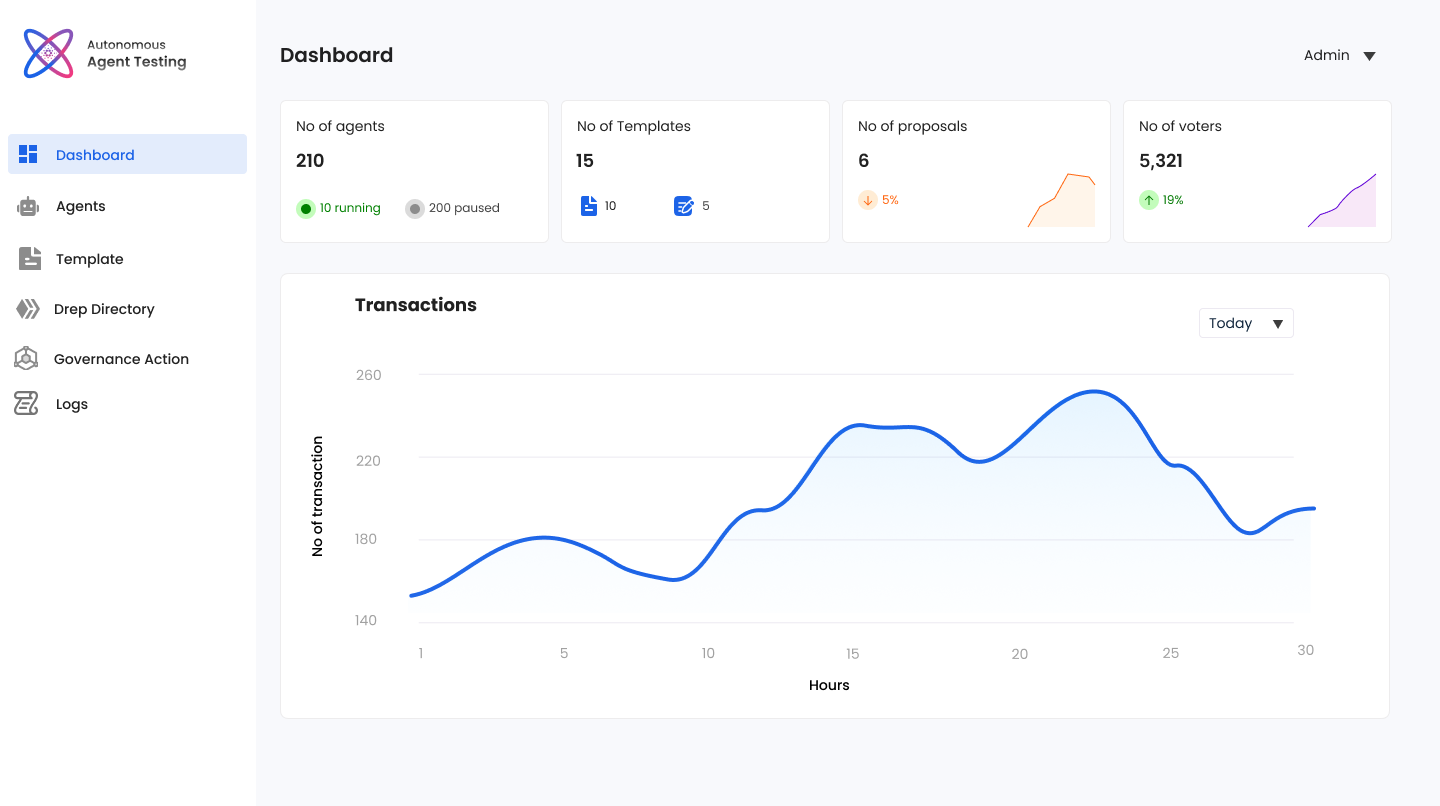 Autonomous
Agent Testing
Dashboard
Agents
Template
Drep Directory
Governance Action
Logs
Dashboard
Admin
No of agents
210
10 running
200 paused
No of Templates
15
10
5
No of proposals
6
5%
No of voters
5,321
19%
Transactions
Today
260
220
180
140
No of transaction
1
5
10
15
20
25
30
Hours